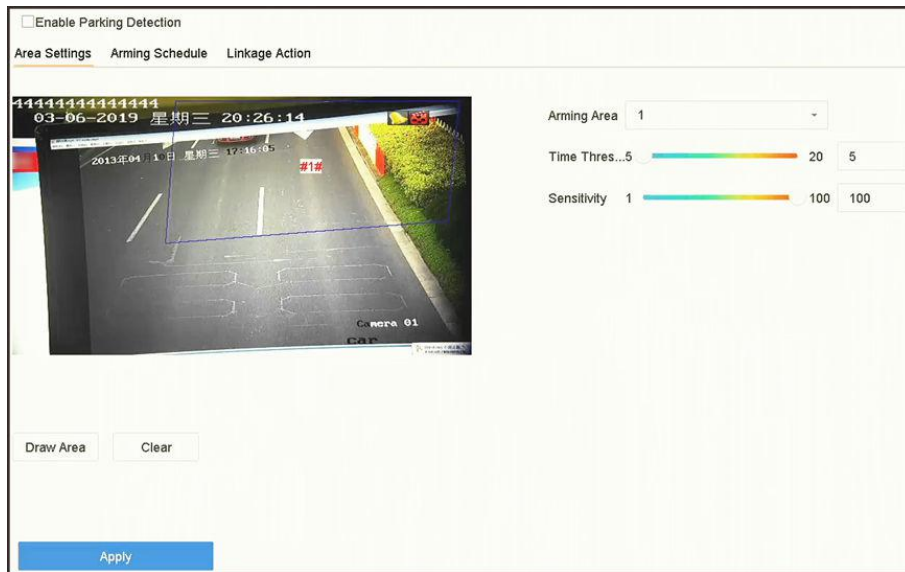 Enable Parking Detection
Area Settings Arming Schedule Linkage Action
44444444444444
03-06-2019 星期三 20:26:14
2013年04月10日 星期三 17:16:05
#1#
Camera 01
car
Arming Area 1
Time Thres...5 20 5
Sensitivity 1 100 100
Draw Area Clear
Apply